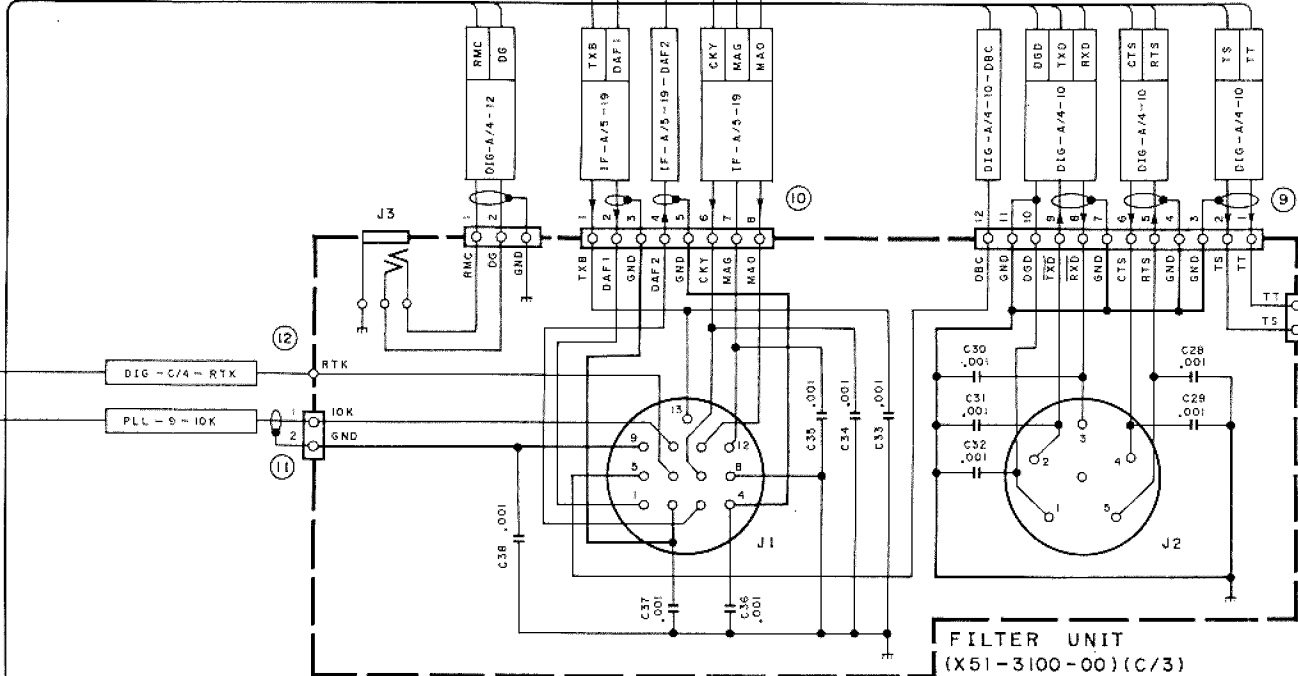 RMC DG
TXB DAF1
CKY MAG MAO
DGD TXD RXD
CTS RTS
TS TT
DIG-A/4-12
IF-A/5-19
IF-A/5-19-DAF2
IF-A/5-19
DIG-A/4-10-DBC
DIG-A/4-10
DIG-A/4-10
DIG-A/4-10
J3
1 2
1 2 3 4 5 6 7 8
10
12 11 10 9 8 7 6 5 4 3 2 1
9
RMC DG GND
TXB DAF1 GND DAF2 GND CKY MAG MAO
DBC GND DGD TXD RXD GND CTS RTS GND GND TS TT
TT
TS
12
RTK
DIG-C/4-RTK
PLL-9-10K
1 10K
2 GND
11
C30 .001
C31 .001
C32 .001
C28 .001
C29 .001
C35 .001
C34 .001
C33 .001
13
9 12
5 8
1 4
J1
3
2 4
1 5
J2
C38 .001
C37 .001
C36 .001
FILTER UNIT
(X51-3100-00)(C/3)